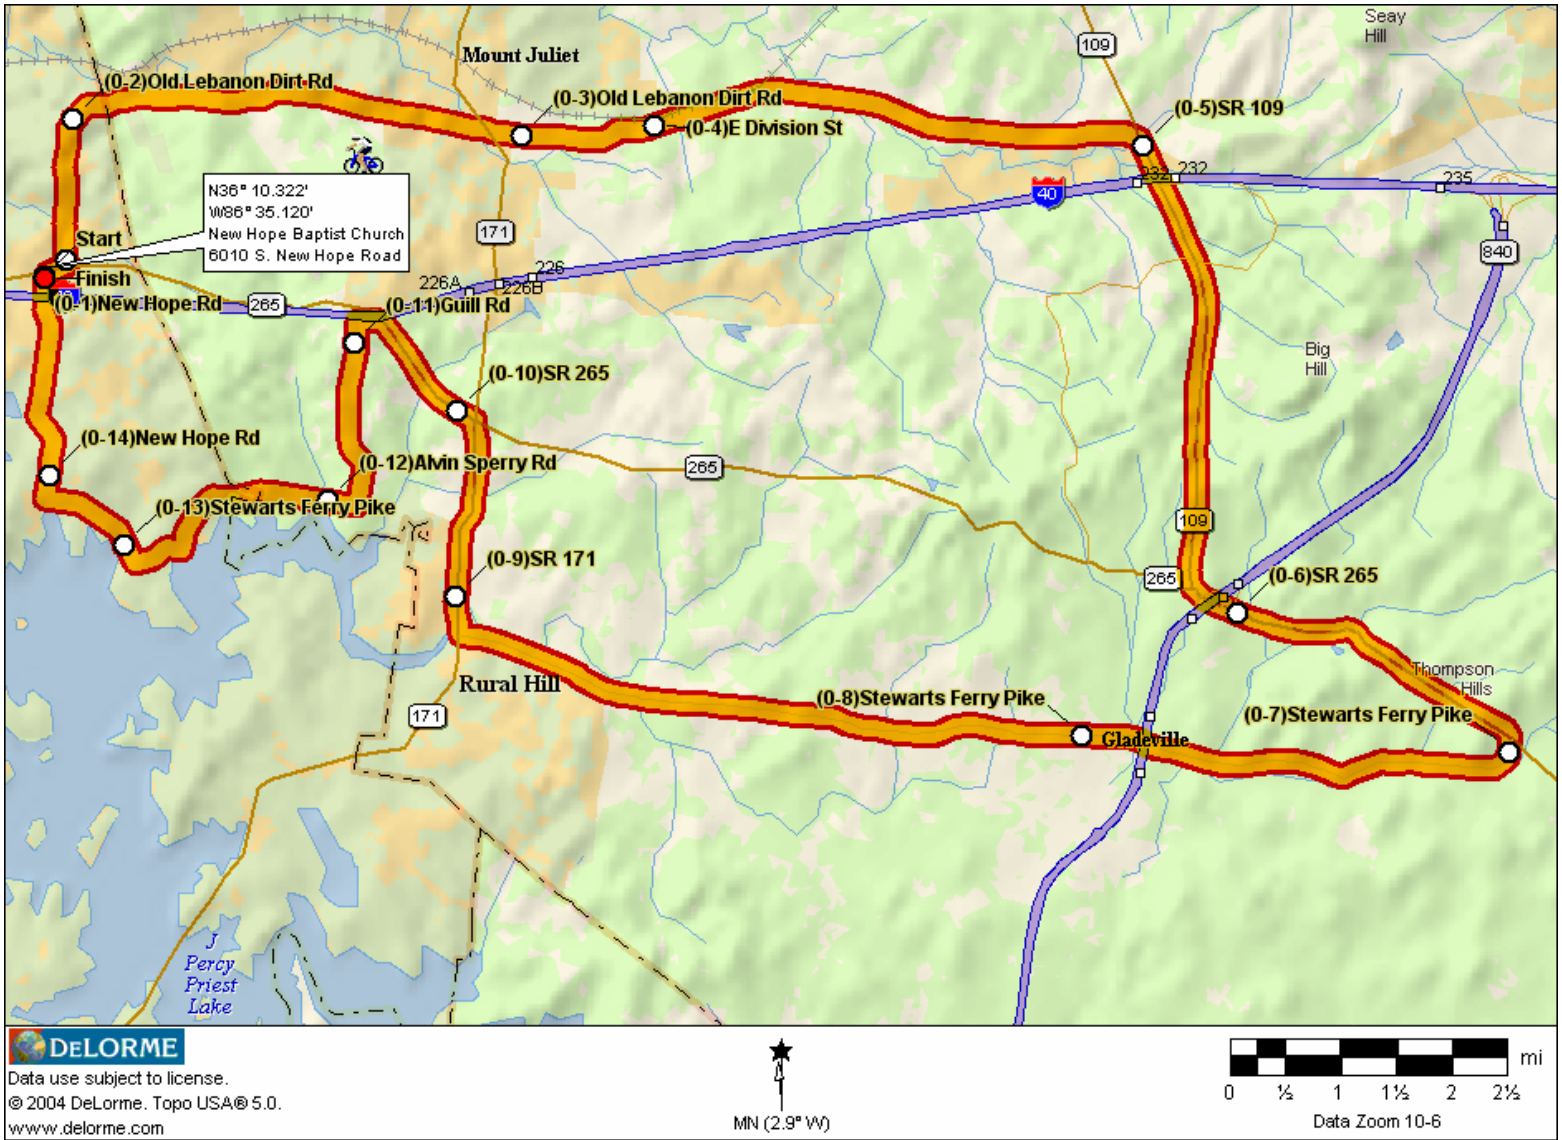 Seay
Hill
109
Mount Juliet
(0-2)Old Lebanon Dirt Rd
(0-3)Old Lebanon Dirt Rd
(0-4)E Division St
(0-5)SR 109
232
232
235
40
N36° 10.322'
W86° 35.120'
New Hope Baptist Church
6010 S. New Hope Road
171
Start
Finish
840
226
226A
226B
(0-1)New Hope Rd
265
(0-11)Guill Rd
Big
Hill
(0-10)SR 265
(0-14)New Hope Rd
(0-12)Alvin Sperry Rd
265
(0-13)Stewarts Ferry Pike
109
(0-9)SR 171
265
(0-6)SR 265
Thompson
Hills
Rural Hill
(0-8)Stewarts Ferry Pike
171
(0-7)Stewarts Ferry Pike
Gladeville
J
Percy
Priest
Lake
DELORME
Data use subject to license.
© 2004 DeLorme. Topo USA® 5.0.
www.delorme.com
MN (2.9° W)
mi
0 ½ 1 1½ 2 2½
Data Zoom 10-6